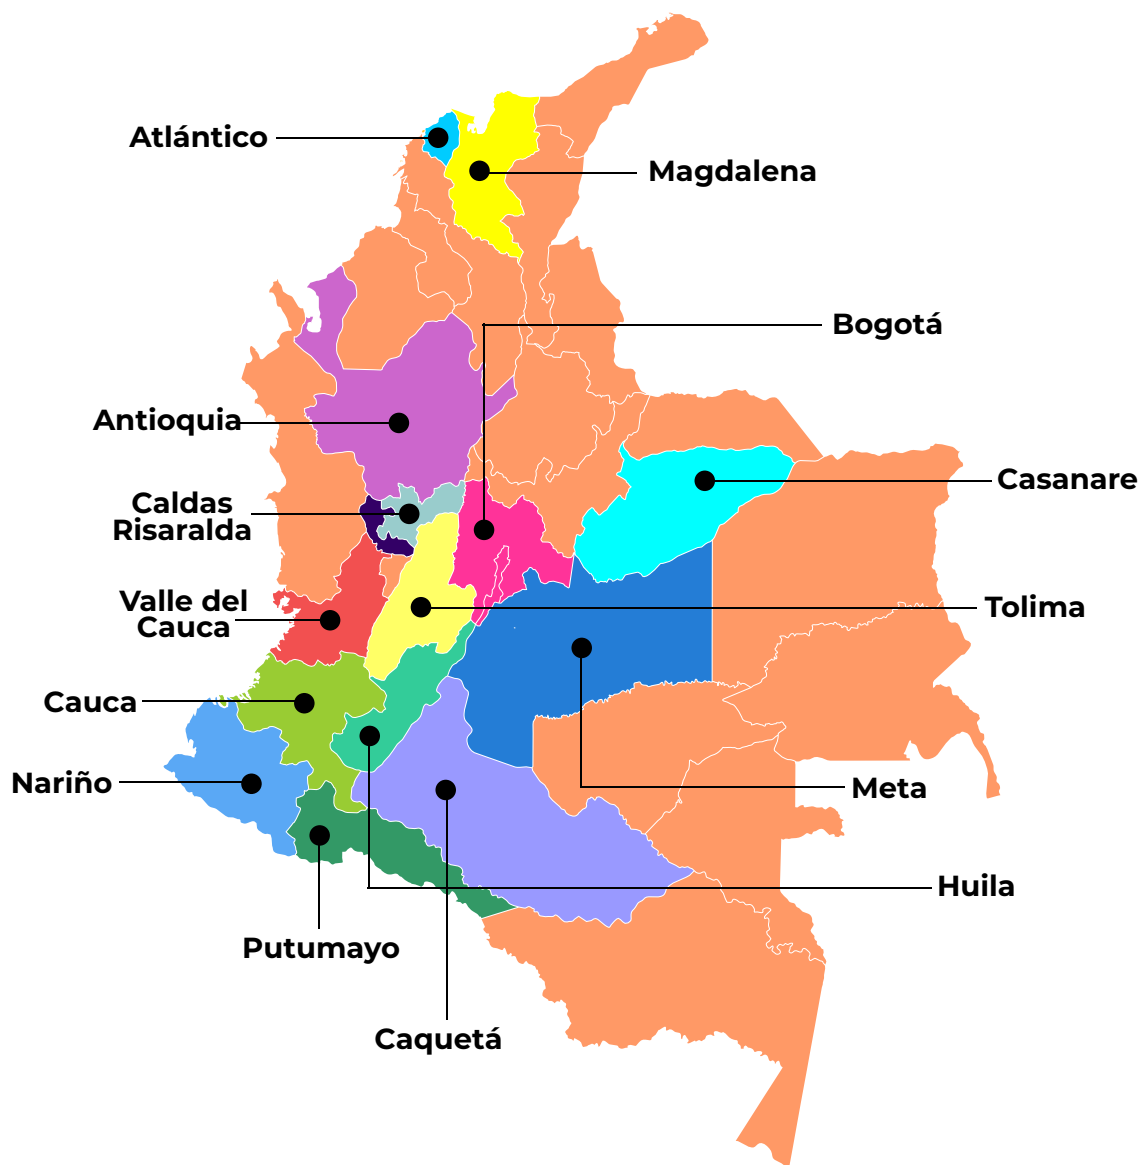 Atlántico
Magdalena
Bogotá
Antioquia
Casanare
Caldas
Risaralda
Valle del
Cauca
Tolima
Cauca
Nariño
Meta
Huila
Putumayo
Caquetá